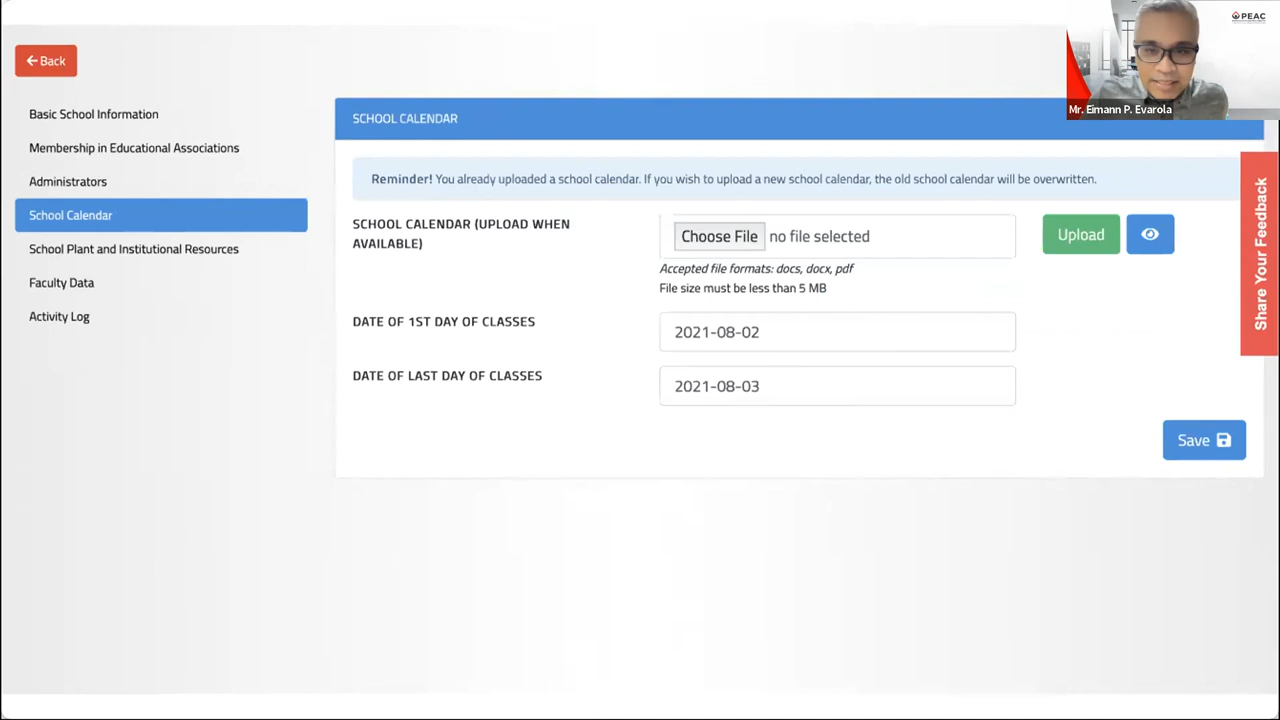 PEAC
Back
Mr. Eimann P. Evarola
Basic School Information
Membership in Educational Associations
Administrators
School Calendar
School Plant and Institutional Resources
Faculty Data
Activity Log
SCHOOL CALENDAR
Reminder! You already uploaded a school calendar. If you wish to upload a new school calendar, the old school calendar will be overwritten.
SCHOOL CALENDAR (UPLOAD WHEN
AVAILABLE)
Choose File no file selected
Upload
Accepted file formats: docs, docx, pdf
File size must be less than 5 MB
DATE OF 1ST DAY OF CLASSES
2021-08-02
DATE OF LAST DAY OF CLASSES
2021-08-03
Save
Share Your Feedback